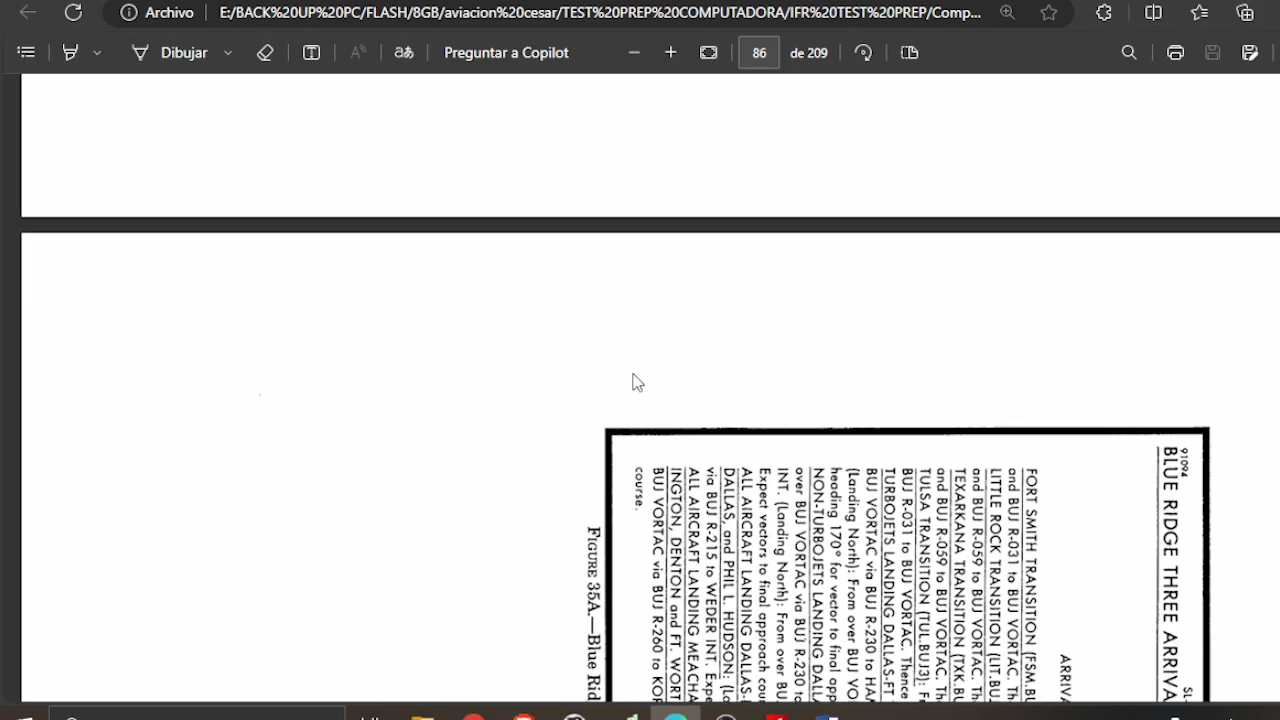 Archivo
E:/BACK%20UP%20PC/FLASH/8GB/aviacion%20cesar/TEST%20PREP%20COMPUTADORA/IFR%20TEST%20PREP/Comp...
Dibujar
Preguntar a Copilot
86
de 209
91094
SL-
BLUE RIDGE THREE ARRIVA
ARRIVA
FORT SMITH TRANSITION (FSM.BU
and BUJ R-031 to BUJ VORTAC. Th
LITTLE ROCK TRANSITION (LIT.BUJ
and BUJ R-059 to BUJ VORTAC. Th
TEXARKANA TRANSITION (TXK.BU
and BUJ R-059 to BUJ VORTAC. Th
TULSA TRANSITION (TUL.BUJ3): Fr
BUJ R-031 to BUJ VORTAC. Thence
TURBOJETS LANDING DALLAS-FT
BUJ VORTAC via BUJ R-230 to HAM
(Landing North): From over BUJ VO
heading 170° for vector to final app
NON-TURBOJETS LANDING DALL
over BUJ VORTAC via BUJ R-230 to
INT. (Landing North): From over BU
Expect vectors to final approach cou
ALL AIRCRAFT LANDING DALLAS-
DALLAS, and PHIL L. HUDSON: (La
via BUJ R-215 to WEDER INT. Expe
ALL AIRCRAFT LANDING MEACHA
INGTON, DENTON and FT. WORT
BUJ VORTAC via BUJ R-260 to KOR
course.
FIGURE 35A.—Blue Rid